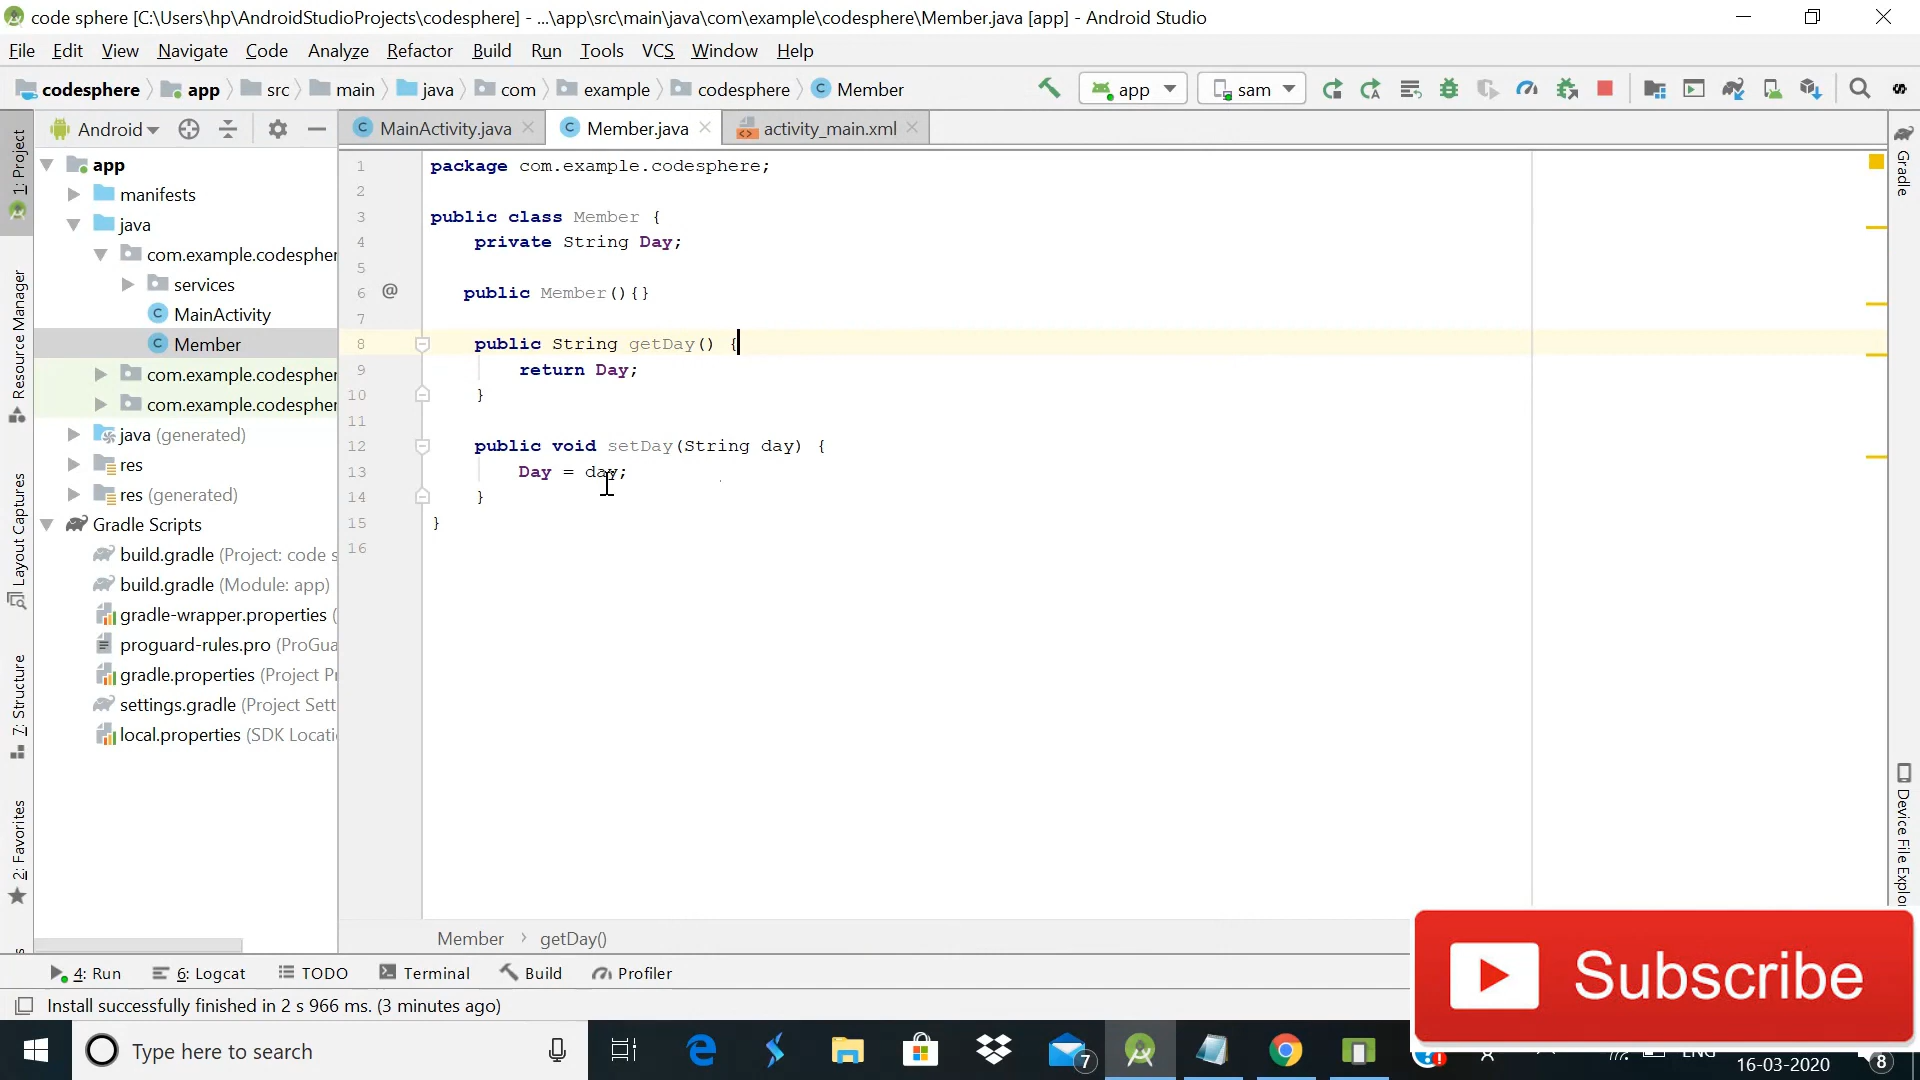 code sphere [C:\Users\hp\AndroidStudioProjects\codesphere] - ...\app\src\main\java\com\example\codesphere\Member.java [app] - Android Studio
File Edit View Navigate Code Analyze Refactor Build Run Tools VCS Window Help
codesphere app src main java com example codesphere Member app sam
Android MainActivity.java Member.java activity_main.xml
1: Project
Resource Manager
Layout Captures
7: Structure
2: Favorites
app
manifests
java
com.example.codespher
services
MainActivity
Member
com.example.codespher
com.example.codespher
java (generated)
res
res (generated)
Gradle Scripts
build.gradle (Project: code s
build.gradle (Module: app)
gradle-wrapper.properties (
proguard-rules.pro (ProGua
gradle.properties (Project Pr
settings.gradle (Project Sett
local.properties (SDK Locati
1 package com.example.codesphere;
2
3 public class Member {
4 private String Day;
5
6 @ public Member(){}
7
8 public String getDay() {
9 return Day;
10 }
11
12 public void setDay(String day) {
13 Day = day;
14 }
15 }
16
Gradle
Device File Explo
Member › getDay()
4: Run 6: Logcat TODO Terminal Build Profiler
Install successfully finished in 2 s 966 ms. (3 minutes ago)
Subscribe
Type here to search
7
ENG
16-03-2020
8